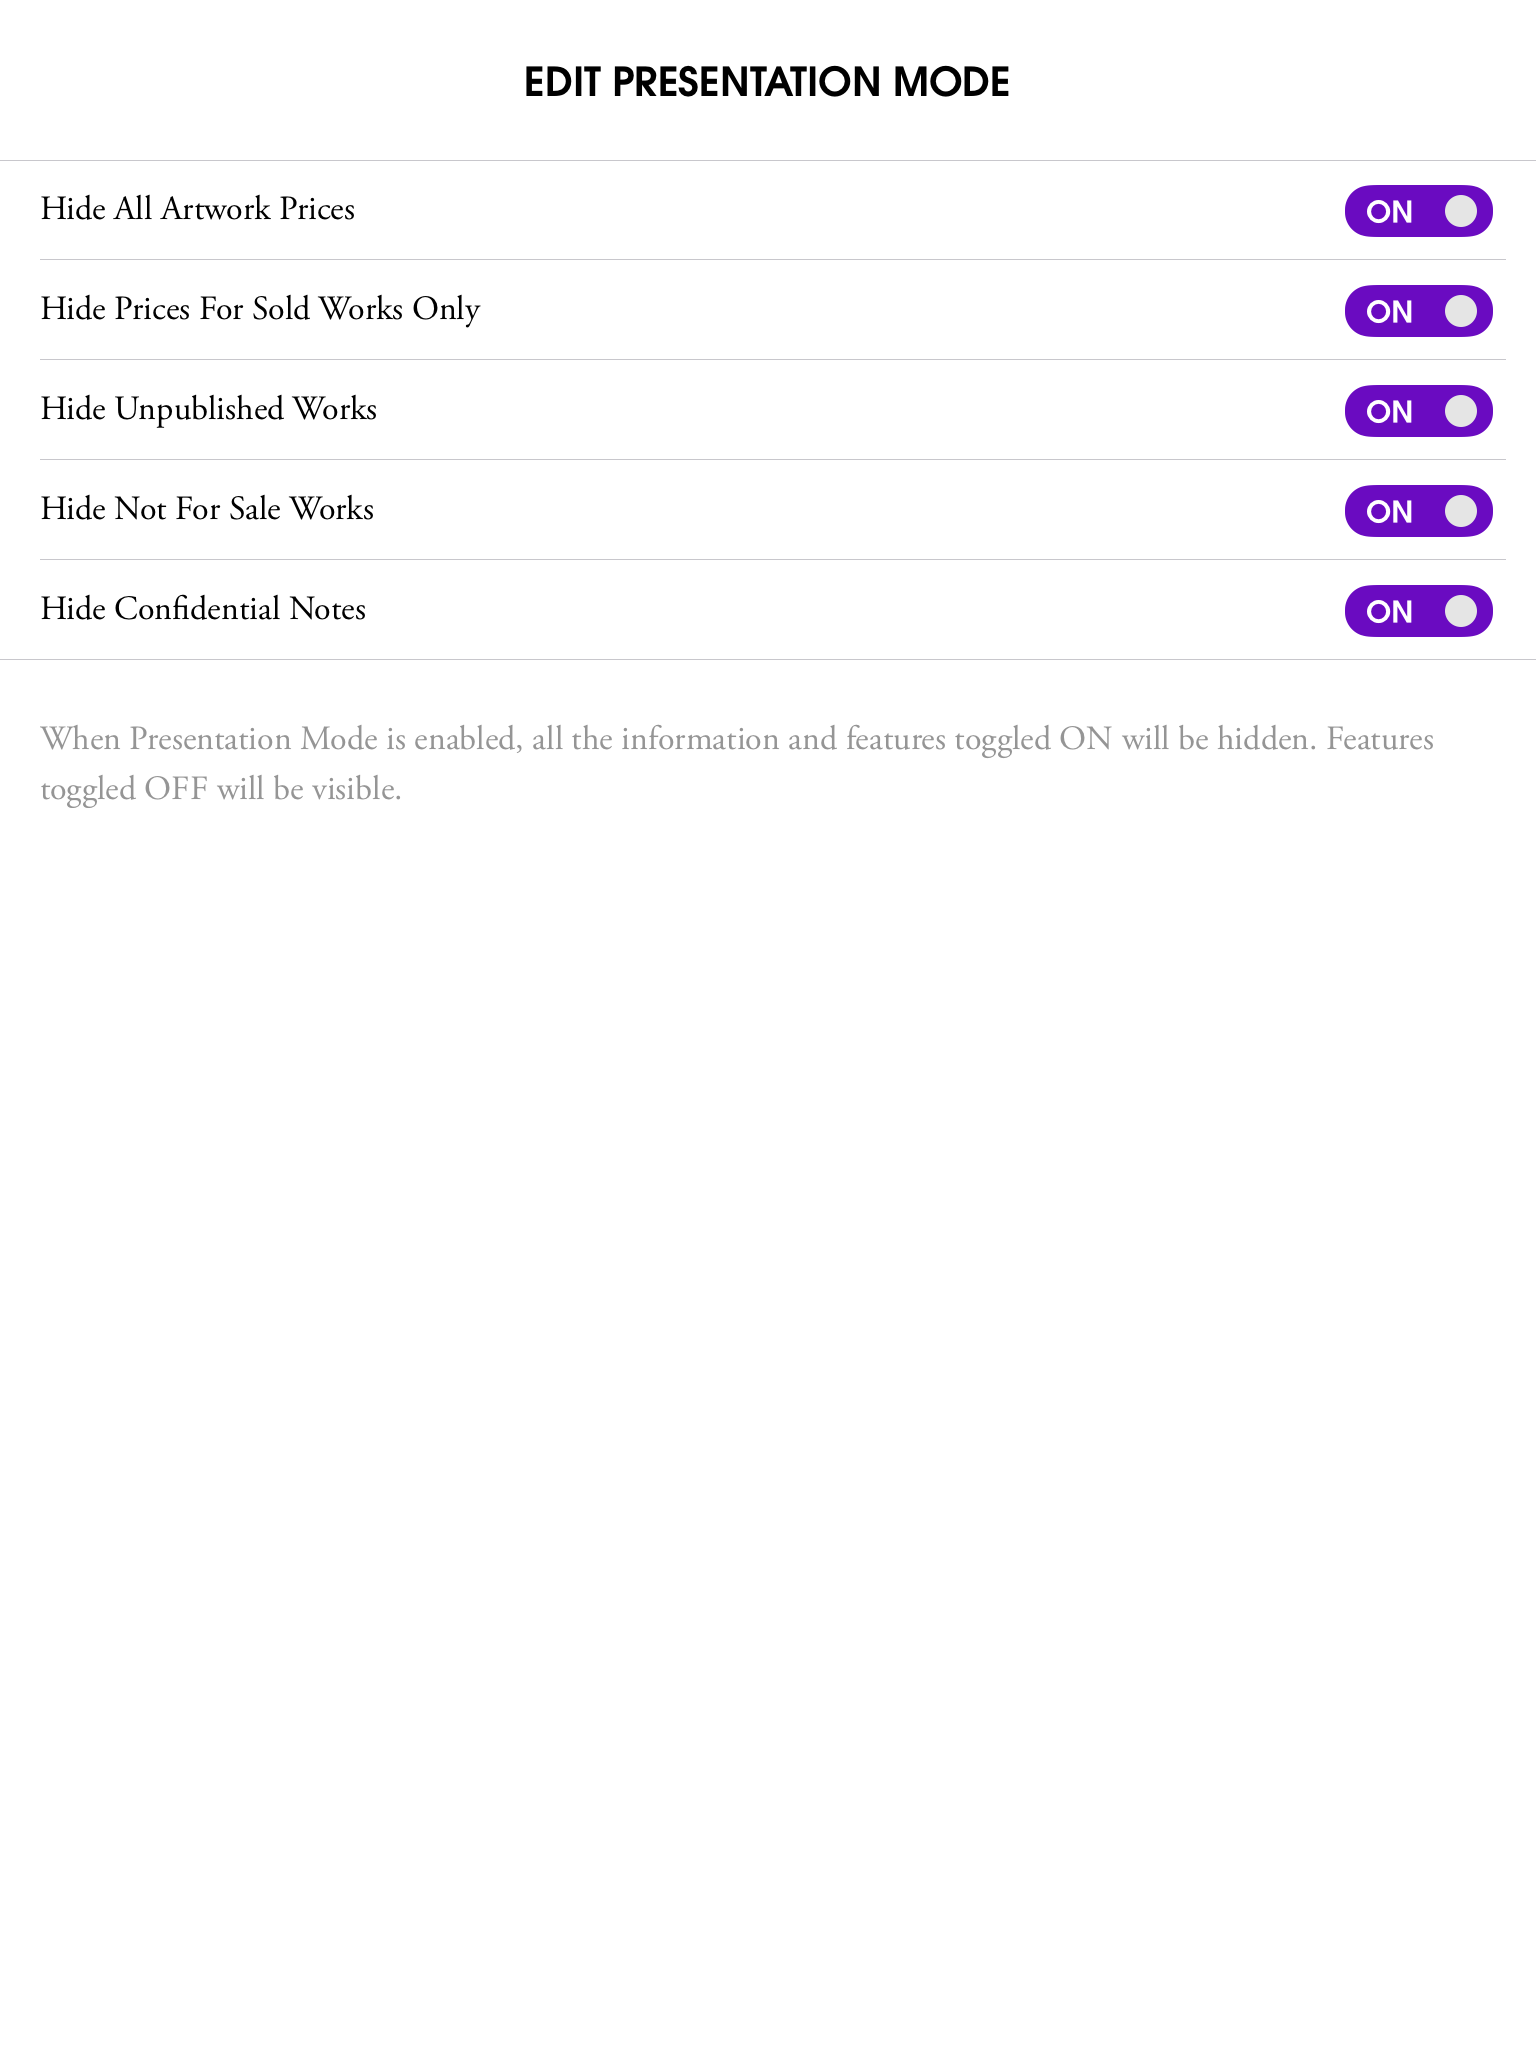 EDIT PRESENTATION MODE
Hide All Artwork Prices
ON
Hide Prices For Sold Works Only
ON
Hide Unpublished Works
ON
Hide Not For Sale Works
ON
Hide Confidential Notes
ON
When Presentation Mode is enabled, all the information and features toggled ON will be hidden. Features
toggled OFF will be visible.